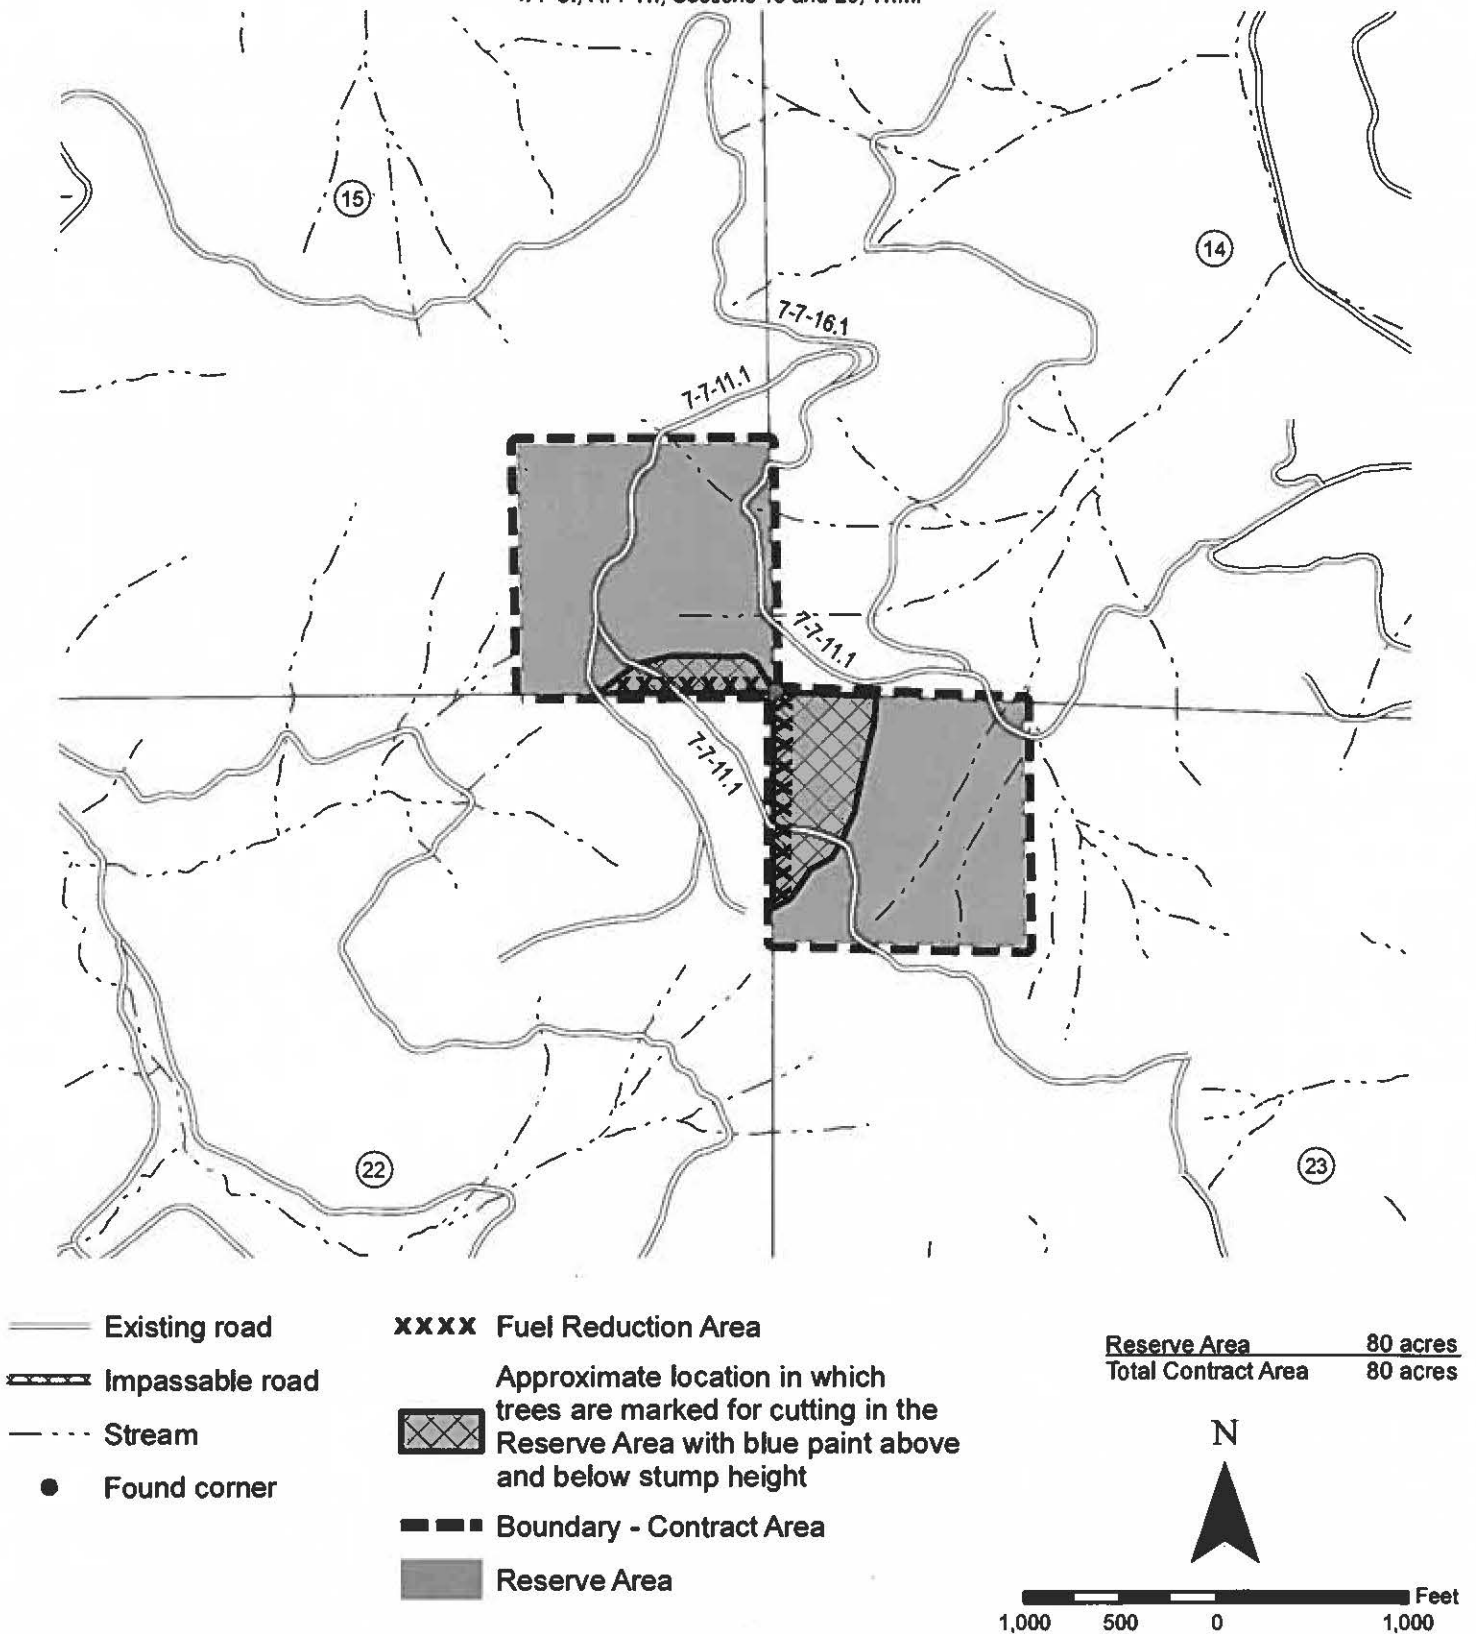 15
14
7-7-16.1
7-7-11.1
7-7-11.1
7-7-11.1
22
23
Existing road
Impassable road
Stream
Found corner
XXXX Fuel Reduction Area
Approximate location in which
trees are marked for cutting in the
Reserve Area with blue paint above
and below stump height
Boundary - Contract Area
Reserve Area
Reserve Area 80 acres
Total Contract Area 80 acres
N
Feet
1,000 500 0 1,000